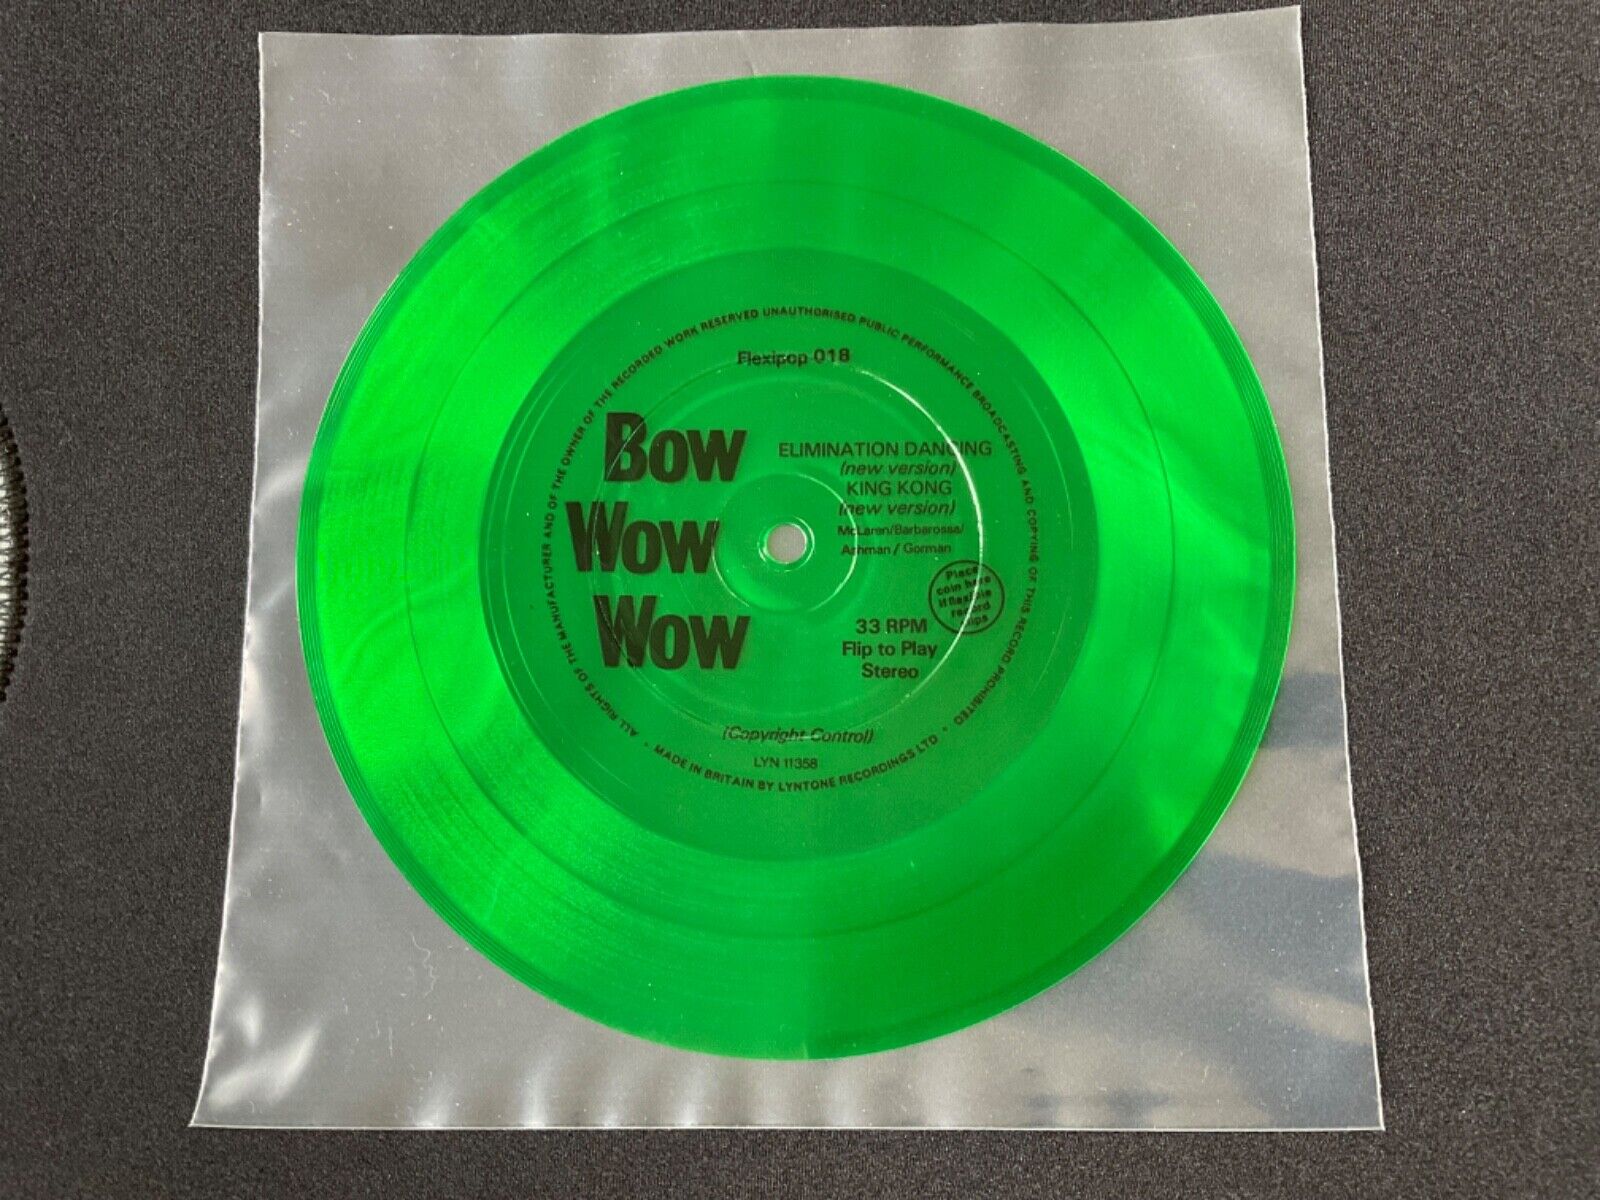 Flexipop 018
Bow
Wow
Wow
ELIMINATION DANCING
(new version)
KING KONG
(new version)
McLaren/Barbarossa/
Ashman / Gorman
Place
coin here
if flexible
record
slips
33 RPM
Flip to Play
Stereo
(Copyright Control)
LYN 11358
ALL RIGHTS OF THE MANUFACTURER AND OF THE OWNER OF THE RECORDED WORK RESERVED UNAUTHORISED PUBLIC PERFORMANCE BROADCASTING AND COPYING OF THIS RECORD PROHIBITED
• MADE IN BRITAIN BY LYNTONE RECORDINGS LTD •